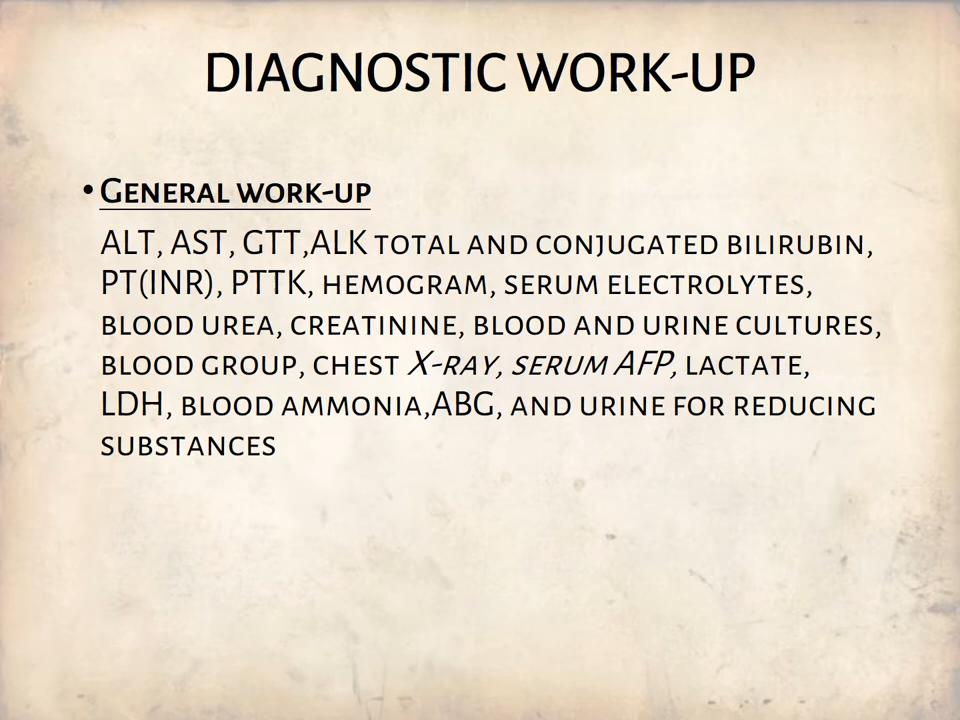 DIAGNOSTIC WORK-UP
• General work-up
ALT, AST, GTT,ALK total and conjugated bilirubin,
PT(INR), PTTK, hemogram, serum electrolytes,
blood urea, creatinine, blood and urine cultures,
blood group, chest X-ray, serum AFP, lactate,
LDH, blood ammonia,ABG, and urine for reducing
substances